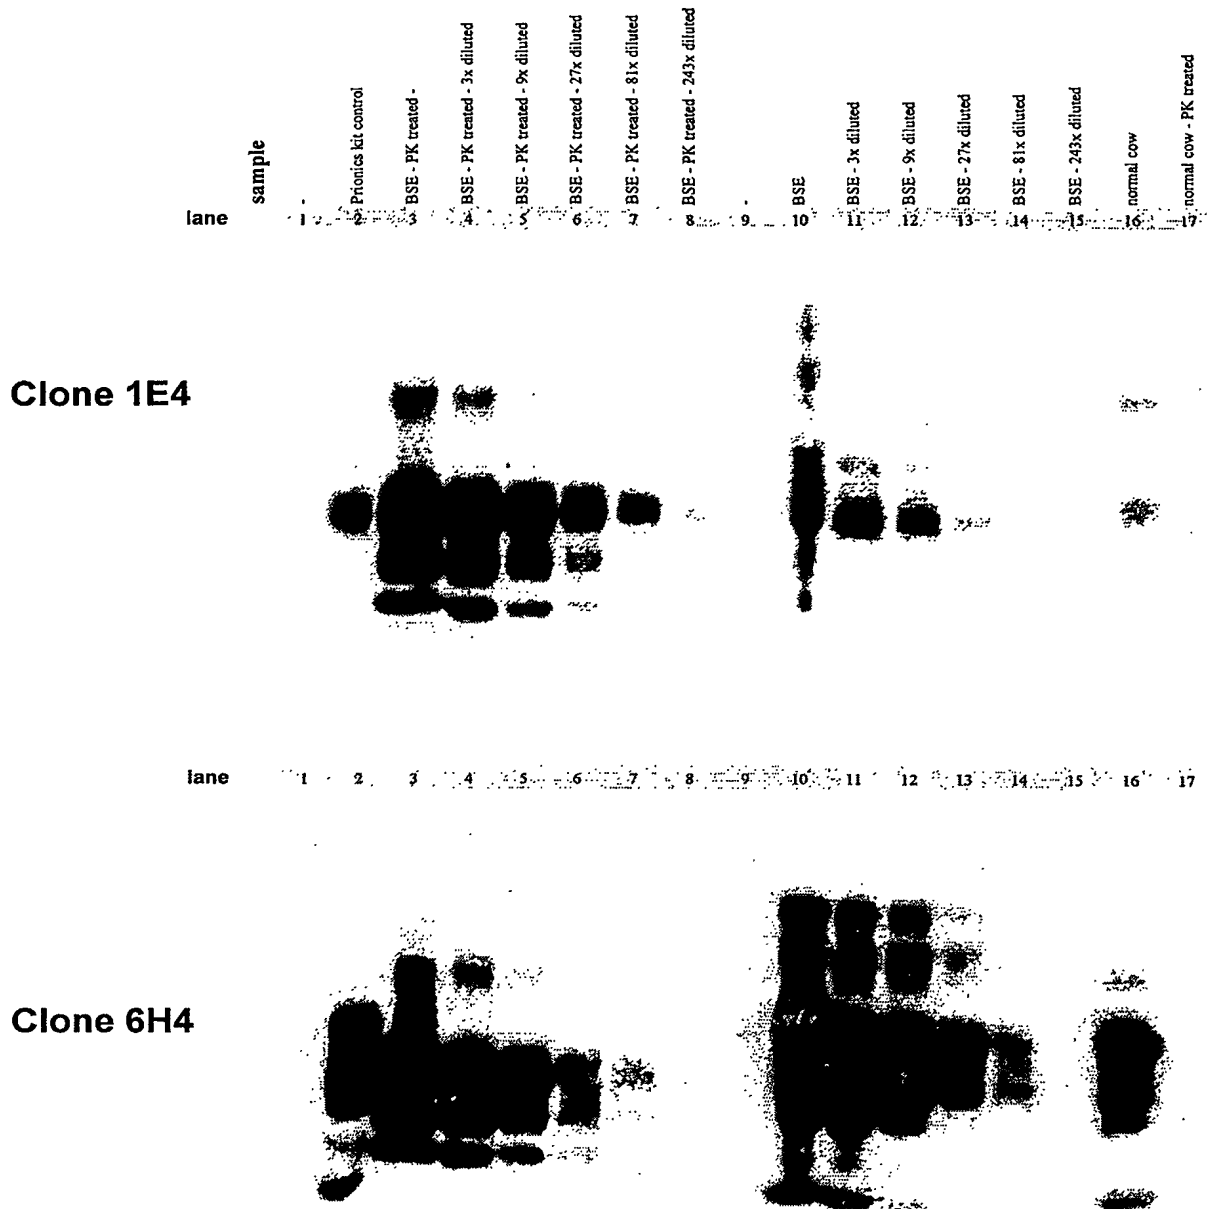 sample
Prionics kit control
BSE - PK treated -
BSE - PK treated - 3x diluted
BSE - PK treated - 9x diluted
BSE - PK treated - 27x diluted
BSE - PK treated - 81x diluted
BSE - PK treated - 243x diluted
-
BSE
BSE - 3x diluted
BSE - 9x diluted
BSE - 27x diluted
BSE - 81x diluted
BSE - 243x diluted
normal cow
normal cow - PK treated
lane 1 2 3 4 5 6 7 8 9 10 11 12 13 14 15 16 17
Clone 1E4
lane 1 2 3 4 5 6 7 8 9 10 11 12 13 14 15 16 17
Clone 6H4